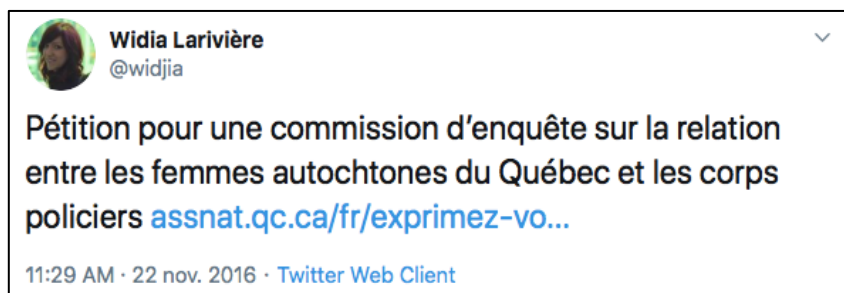 Widia Larivière
@widjia
Pétition pour une commission d'enquête sur la relation
entre les femmes autochtones du Québec et les corps
policiers assnat.qc.ca/fr/exprimez-vo...
11:29 AM · 22 nov. 2016 · Twitter Web Client